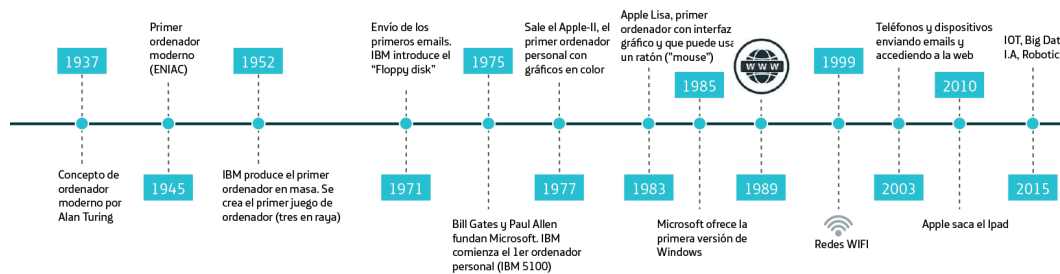 1937
Concepto de
ordenador
moderno por
Alan Turing
Primer
ordenador
moderno
(ENIAC)
1945
1952
IBM produce el primer
ordenador en masa. Se
crea el primer juego de
ordenador (tres en raya)
Envío de los
primeros emails.
IBM introduce el
“Floppy disk”
1971
1975
Bill Gates y Paul Allen
fundan Microsoft. IBM
comienza el 1er ordenador
personal (IBM 5100)
Sale el Apple-II, el
primer ordenador
personal con
gráficos en color
1977
Apple Lisa, primer
ordenador con interfaz
gráfico y que puede usa
un ratón (”mouse”)
1983
1985
Microsoft ofrece la
primera versión de
Windows
WWW
1989
1999
Redes WIFI
Teléfonos y dispositivos
enviando emails y
accediendo a la web
2003
2010
Apple saca el Ipad
IOT, Big Dat
I.A, Robotic
2015